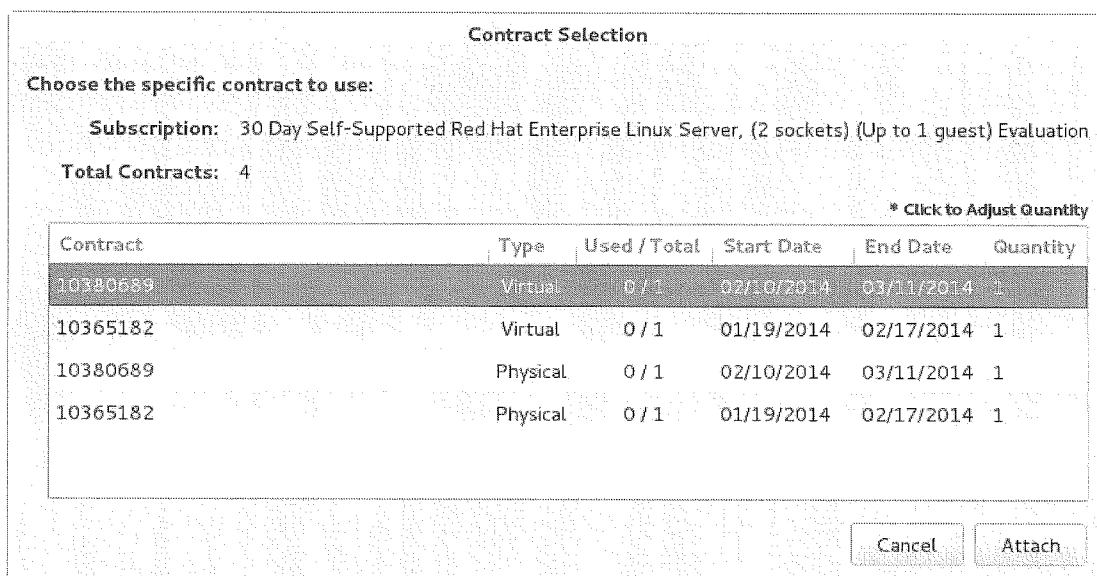 Contract Selection
Choose the specific contract to use:
Subscription: 30 Day Self-Supported Red Hat Enterprise Linux Server, (2 sockets) (Up to 1 guest) Evaluation
Total Contracts: 4
* Click to Adjust Quantity
Contract Type Used / Total Start Date End Date Quantity
10380689 Virtual 0 / 1 02/10/2014 03/11/2014 1
10365182 Virtual 0 / 1 01/19/2014 02/17/2014 1
10380689 Physical 0 / 1 02/10/2014 03/11/2014 1
10365182 Physical 0 / 1 01/19/2014 02/17/2014 1
Cancel Attach